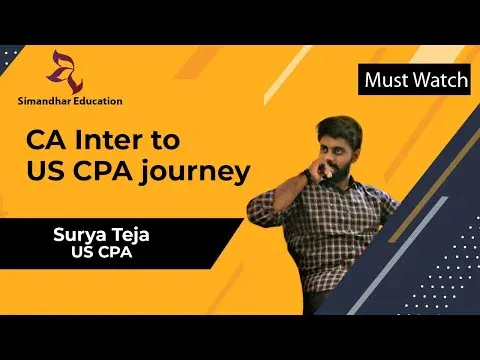 Simandhar Education
Must Watch
CA Inter to
US CPA journey
Surya Teja
US CPA